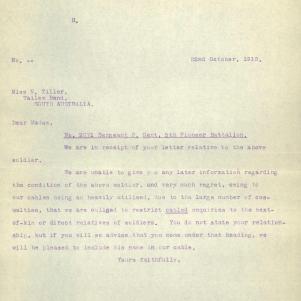 No.
22nd October, 1918.
Miss V. Tiller,
Tailem Bend,
SOUTH AUSTRALIA.
Dear Madam,
No. Gent, 5th Pioneer Battalion.
We are in receipt of your letter relative to the above
soldier.
We are unable to give you any later information regarding
the condition of the above soldier, and very much regret, owing to
our cables being so heavily utilised, due to the large number of cas-
ualties, that we are obliged to restrict cabled enquiries to the next-
of-kin or direct relatives of soldiers. You do not state your relation-
ship, but if you will so advise that you come under that heading, we
will be pleased to include his name in our cable.
Yours faithfully,